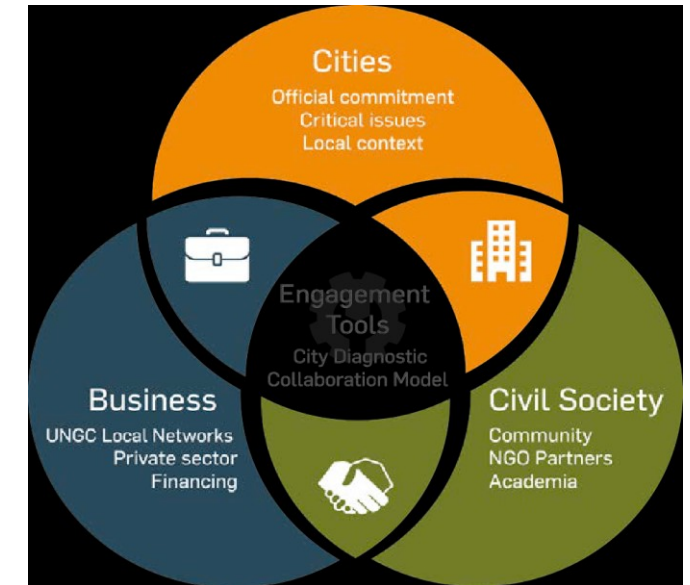 Cities
Official commitment
Critical issues
Local context
Engagement
Tools
City Diagnostic
Collaboration Model
Business
UNGC Local Networks
Private sector
Financing
Civil Society
Community
NGO Partners
Academia